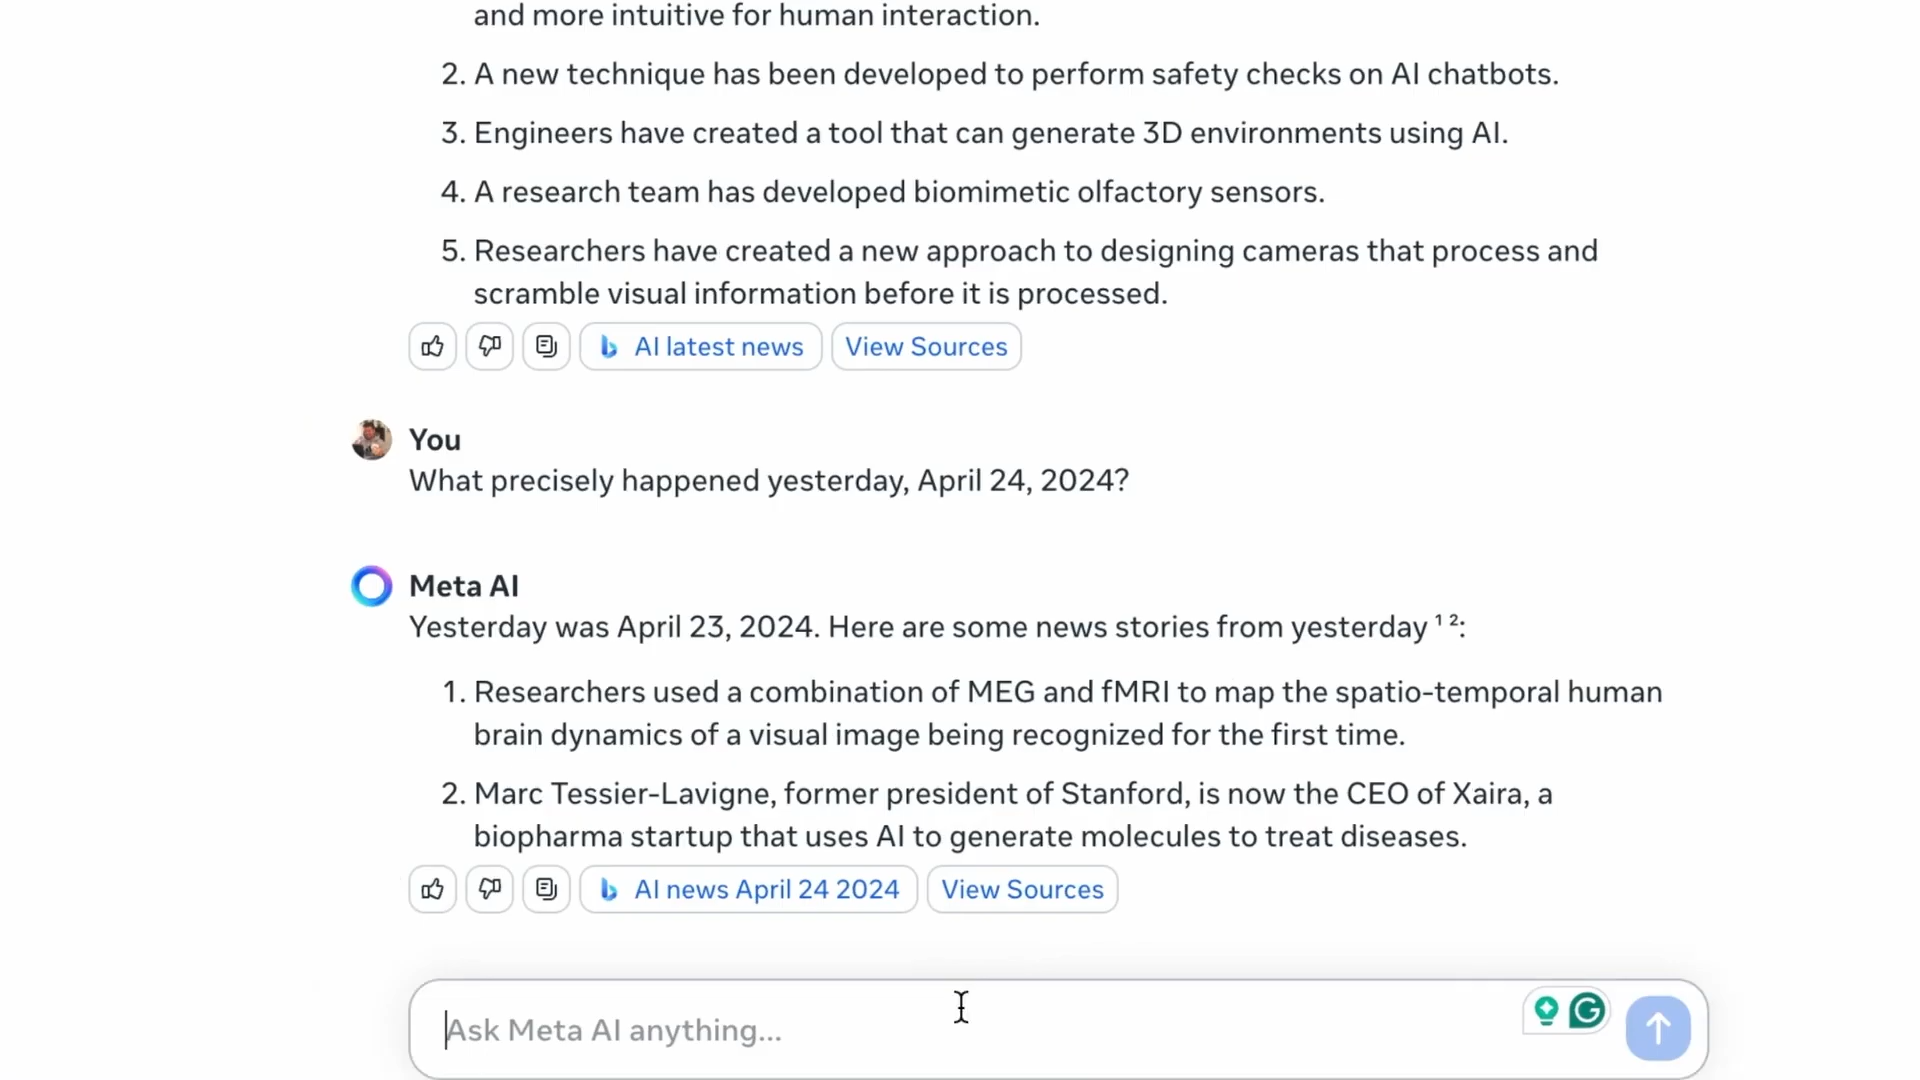 and more intuitive for human interaction.
2. A new technique has been developed to perform safety checks on AI chatbots.
3. Engineers have created a tool that can generate 3D environments using AI.
4. A research team has developed biomimetic olfactory sensors.
5. Researchers have created a new approach to designing cameras that process and
scramble visual information before it is processed.
AI latest news View Sources
You
What precisely happened yesterday, April 24, 2024?
Meta AI
Yesterday was April 23, 2024. Here are some news stories from yesterday ¹ ²:
1. Researchers used a combination of MEG and fMRI to map the spatio-temporal human
brain dynamics of a visual image being recognized for the first time.
2. Marc Tessier-Lavigne, former president of Stanford, is now the CEO of Xaira, a
biopharma startup that uses AI to generate molecules to treat diseases.
AI news April 24 2024 View Sources
Ask Meta AI anything...